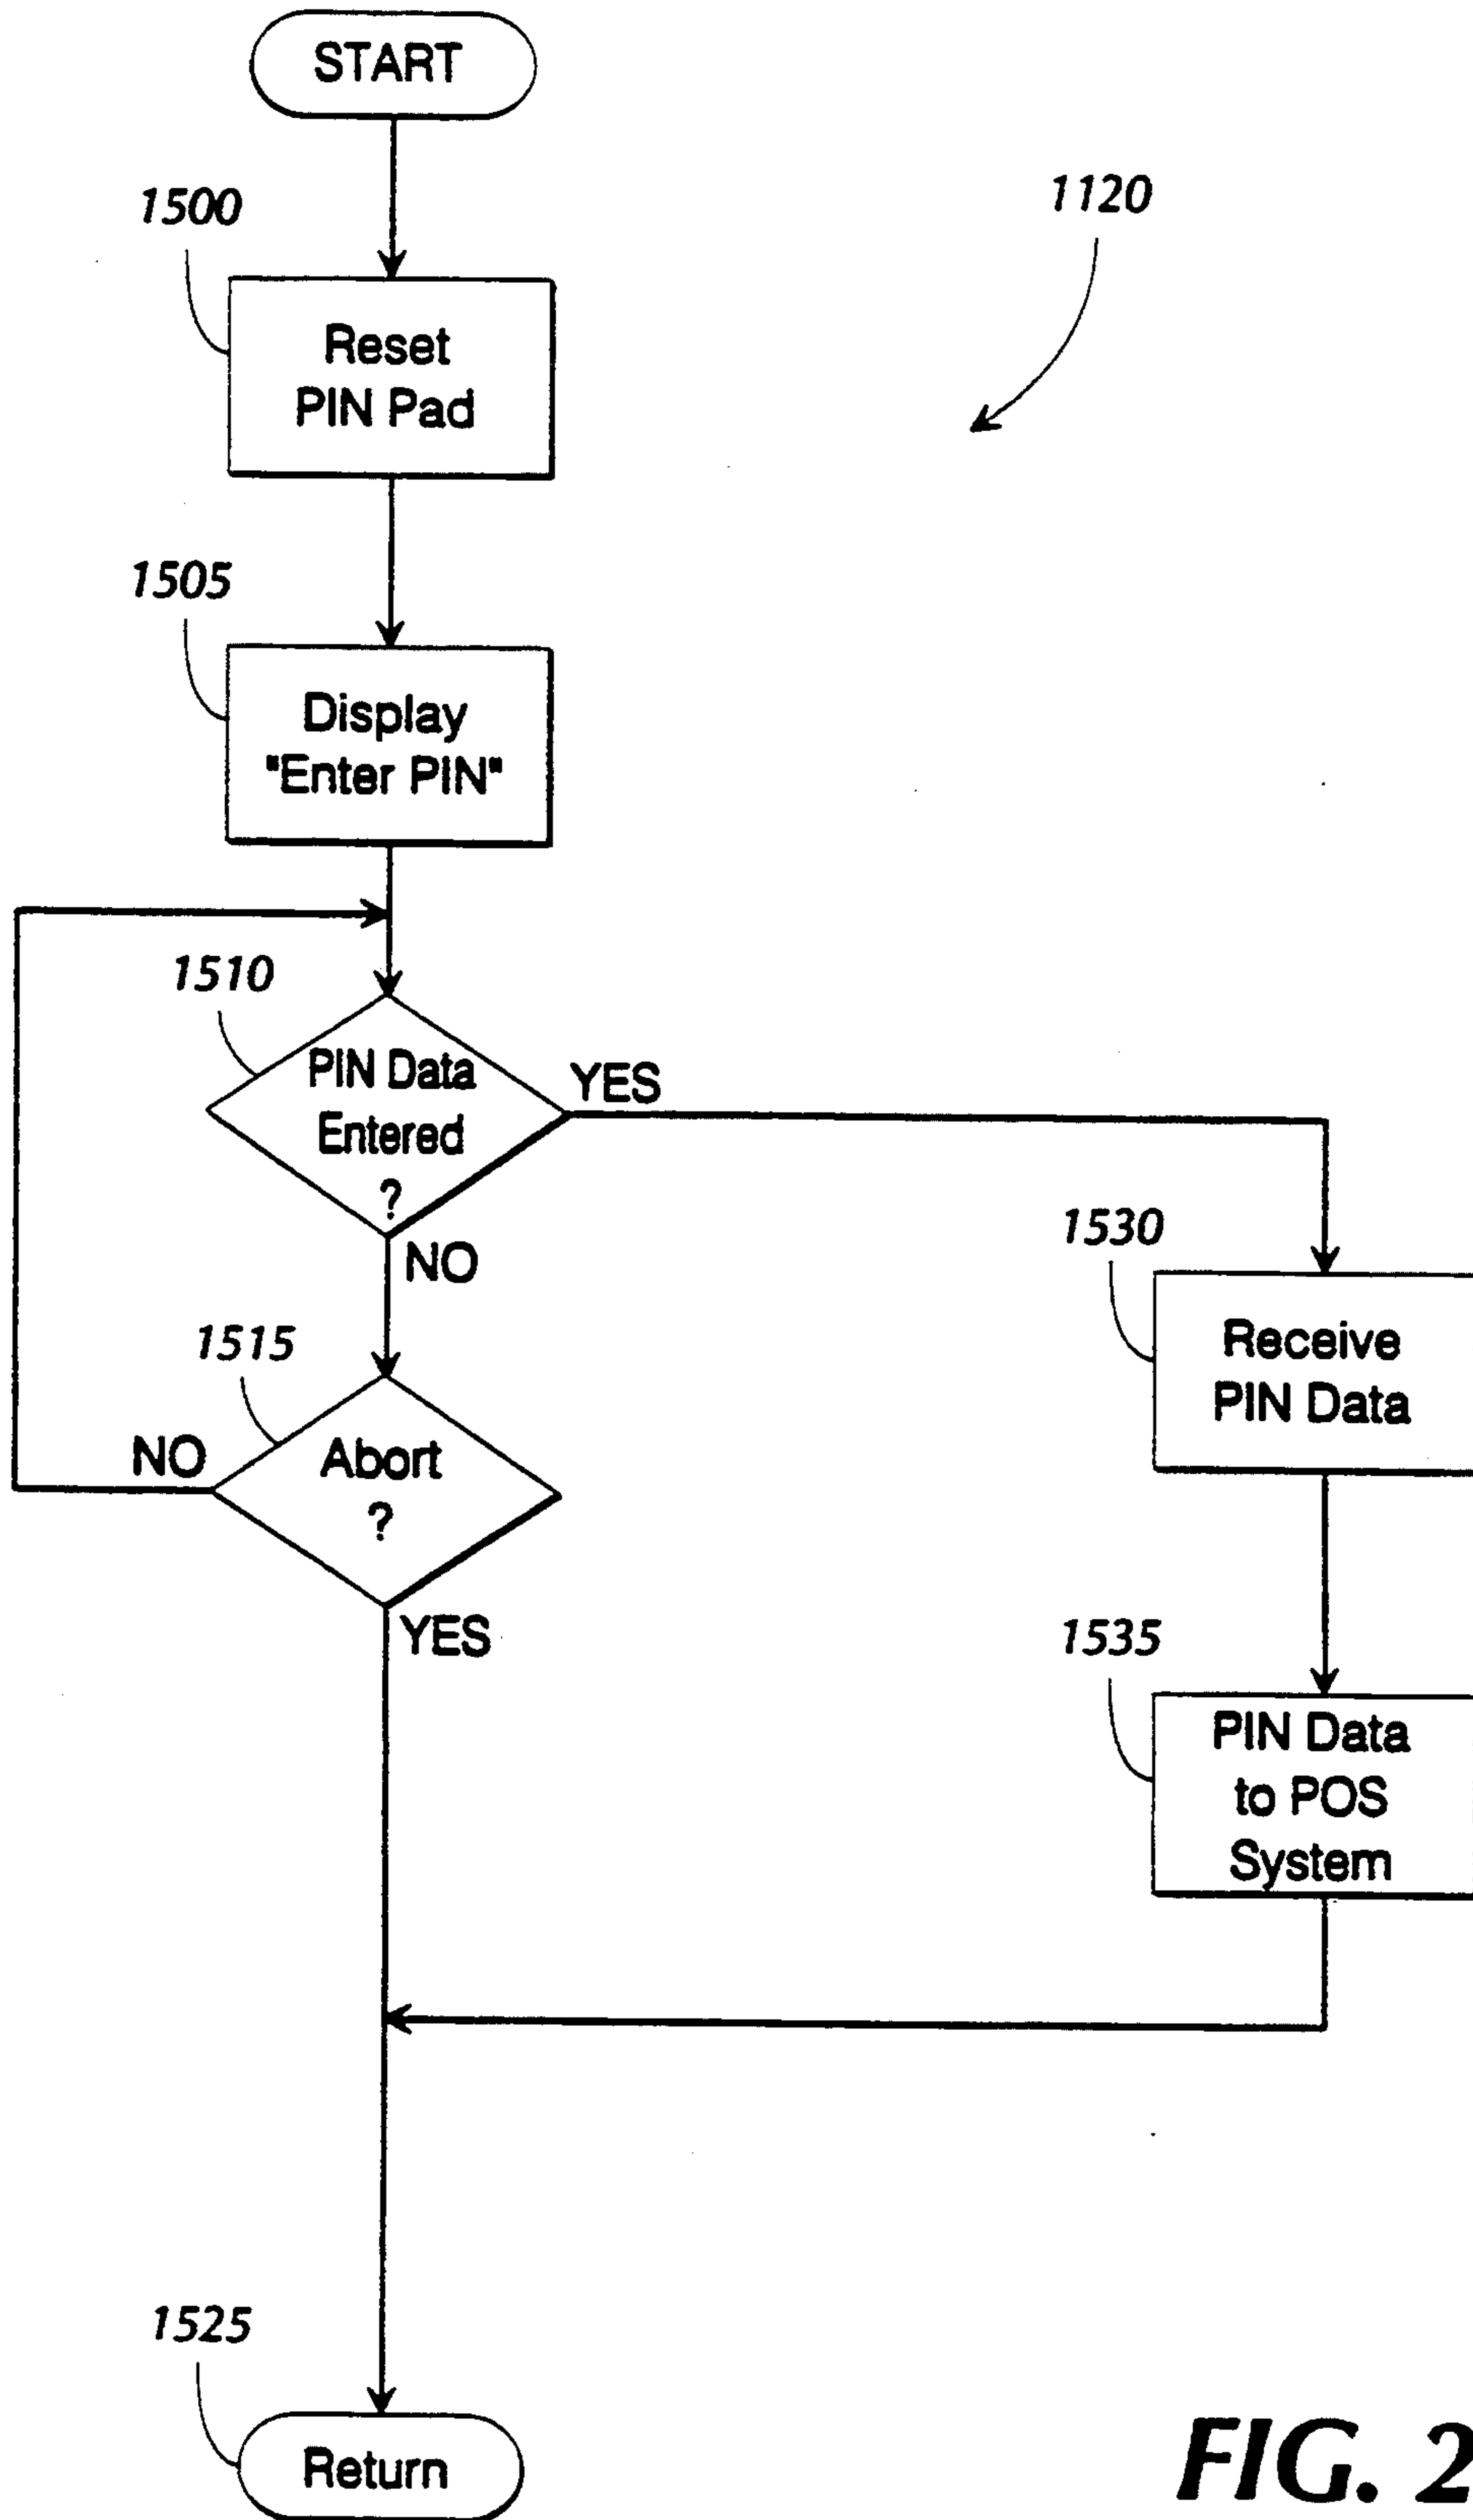 START
1500
1120
Reset
PIN Pad
1505
Display
"Enter PIN"
1510
PIN Data
Entered
?
YES
NO
1530
Receive
PIN Data
1515
Abort
?
NO
YES
1535
PIN Data
to POS
System
1525
Return
FIG. 2